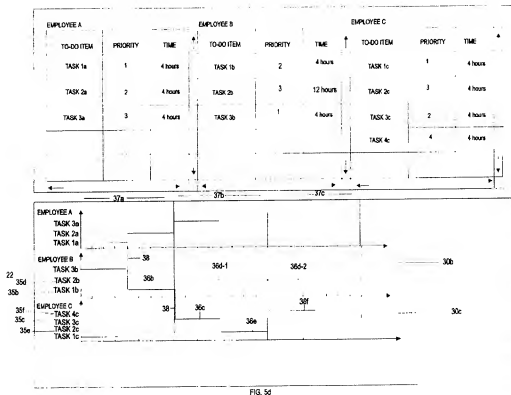 EMPLOYEE A EMPLOYEE B EMPLOYEE C
TO-DO ITEM PRIORITY TIME TO-DO ITEM PRIORITY TIME TO-DO ITEM PRIORITY TIME
TASK 1a 1 4 hours TASK 1b 2 4 hours TASK 1c 1 4 hours
TASK 2a 2 4 hours TASK 2b 3 12 hours TASK 2c 3 4 hours
TASK 3a 3 4 hours TASK 3b 1 4 hours TASK 3c 2 4 hours
TASK 4c 4 4 hours
37a 37b 37c
EMPLOYEE A
TASK 3a
TASK 2a
TASK 1a
EMPLOYEE B 38
TASK 3b 36d-1 36d-2 30b
22 35d TASK 2b 36b
35b TASK 1b
EMPLOYEE C 38 38f
35f TASK 4c 36c 30c
35c TASK 3c
35e TASK 2c 36e
TASK 1c
FIG. 5d